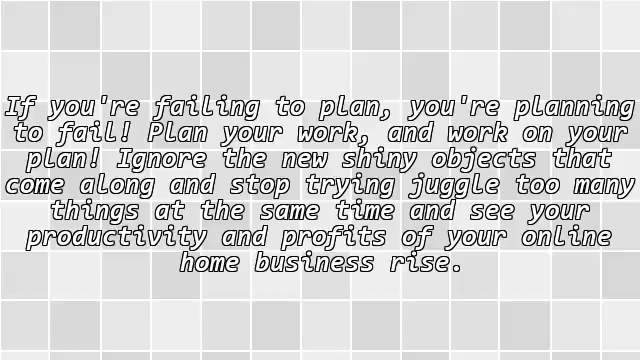 If you're failing to plan, you're planning
to fail! Plan your work, and work on your
plan! Ignore the new shiny objects that
come along and stop trying juggle too many
things at the same time and see your
productivity and profits of your online
home business rise.